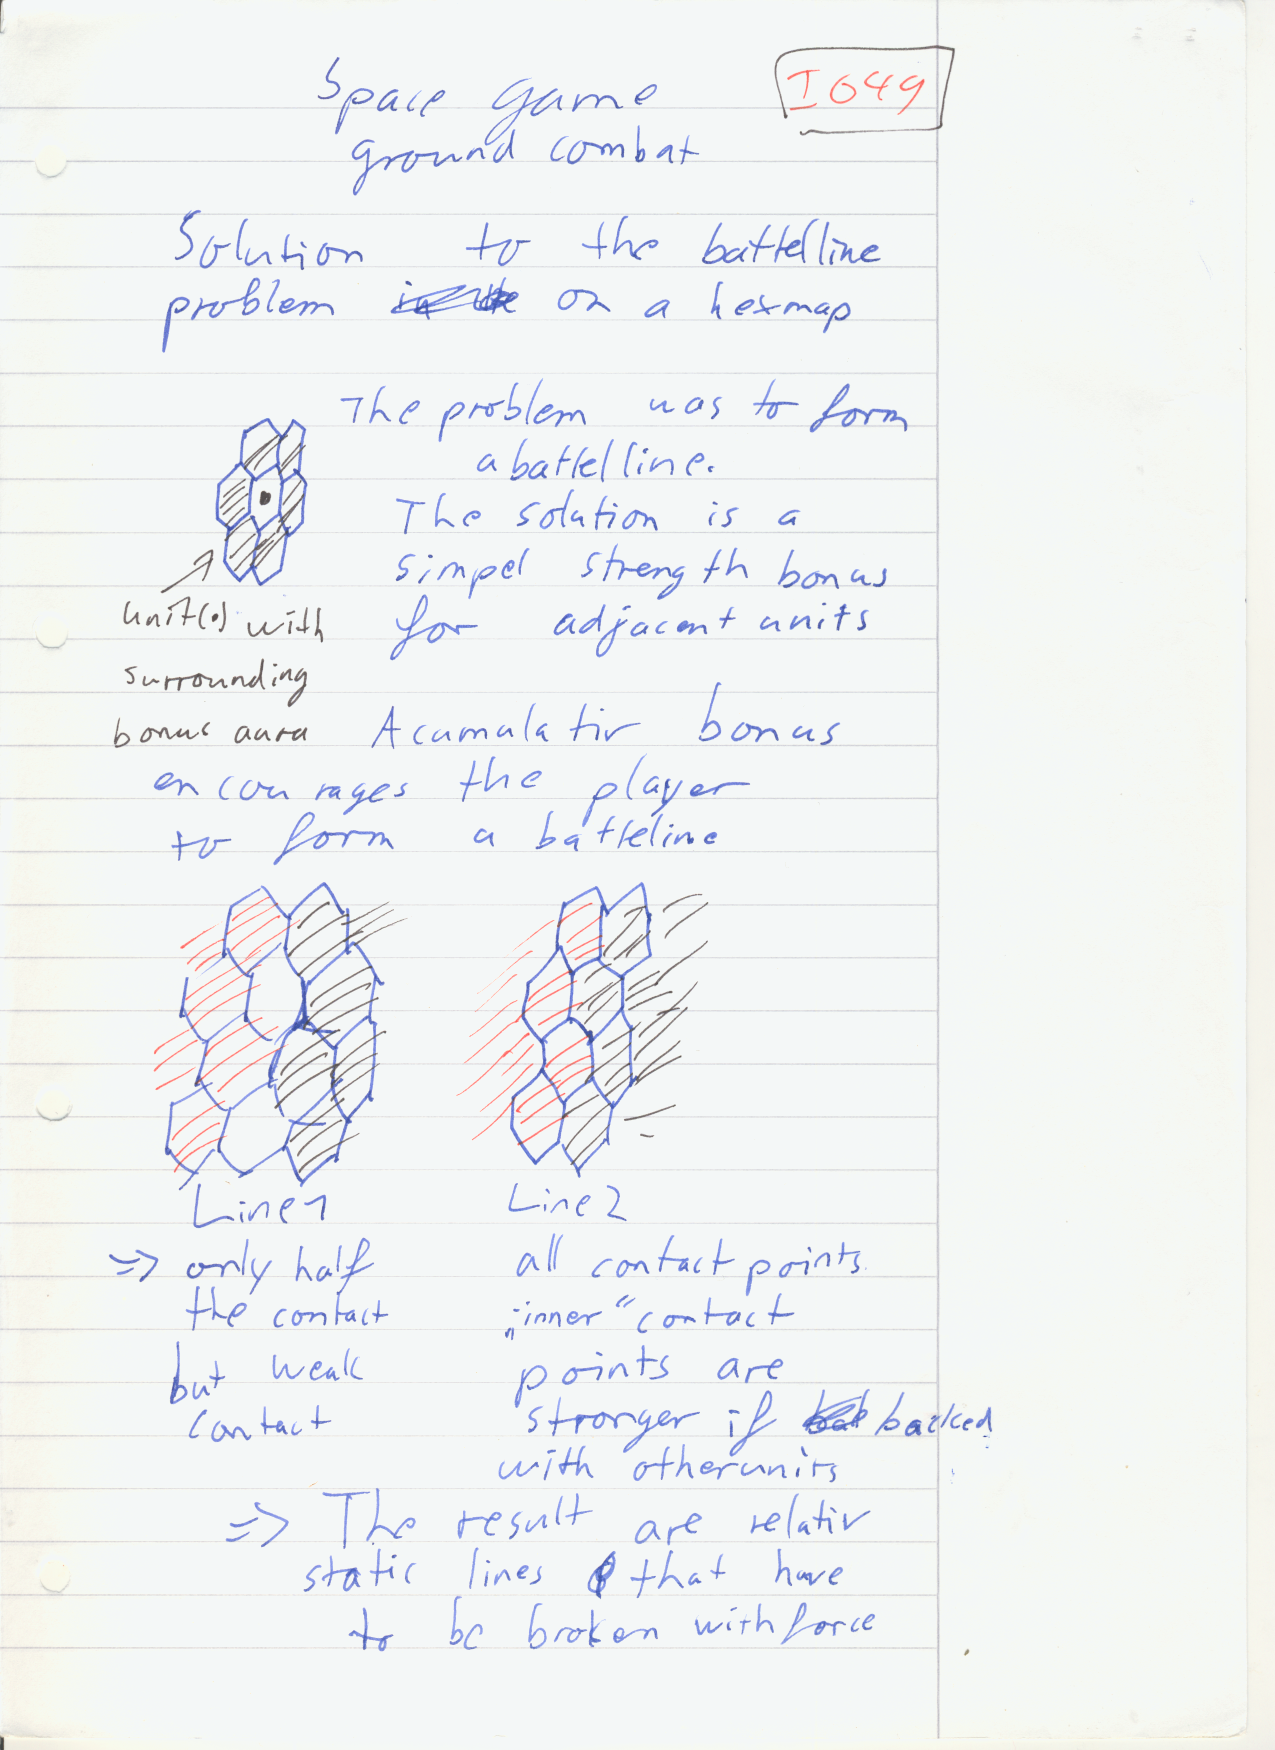 Space game
I049
ground combat
Solution to the battelline
problem on a hexmap
The problem was to form
a battelline.
The solution is a
simpel strength bonus
for adjacent units
unit(•) with
surrounding
bonus aura
Acumulativ bonus
encourages the player
to form a battleline
Line 1
⇒ only half
the contact
but weak
contact
Line 2
all contact points
„inner“ contact
points are
stronger if backed
with otherunits
⇒ The result are relativ
static lines that have
to be broken with force